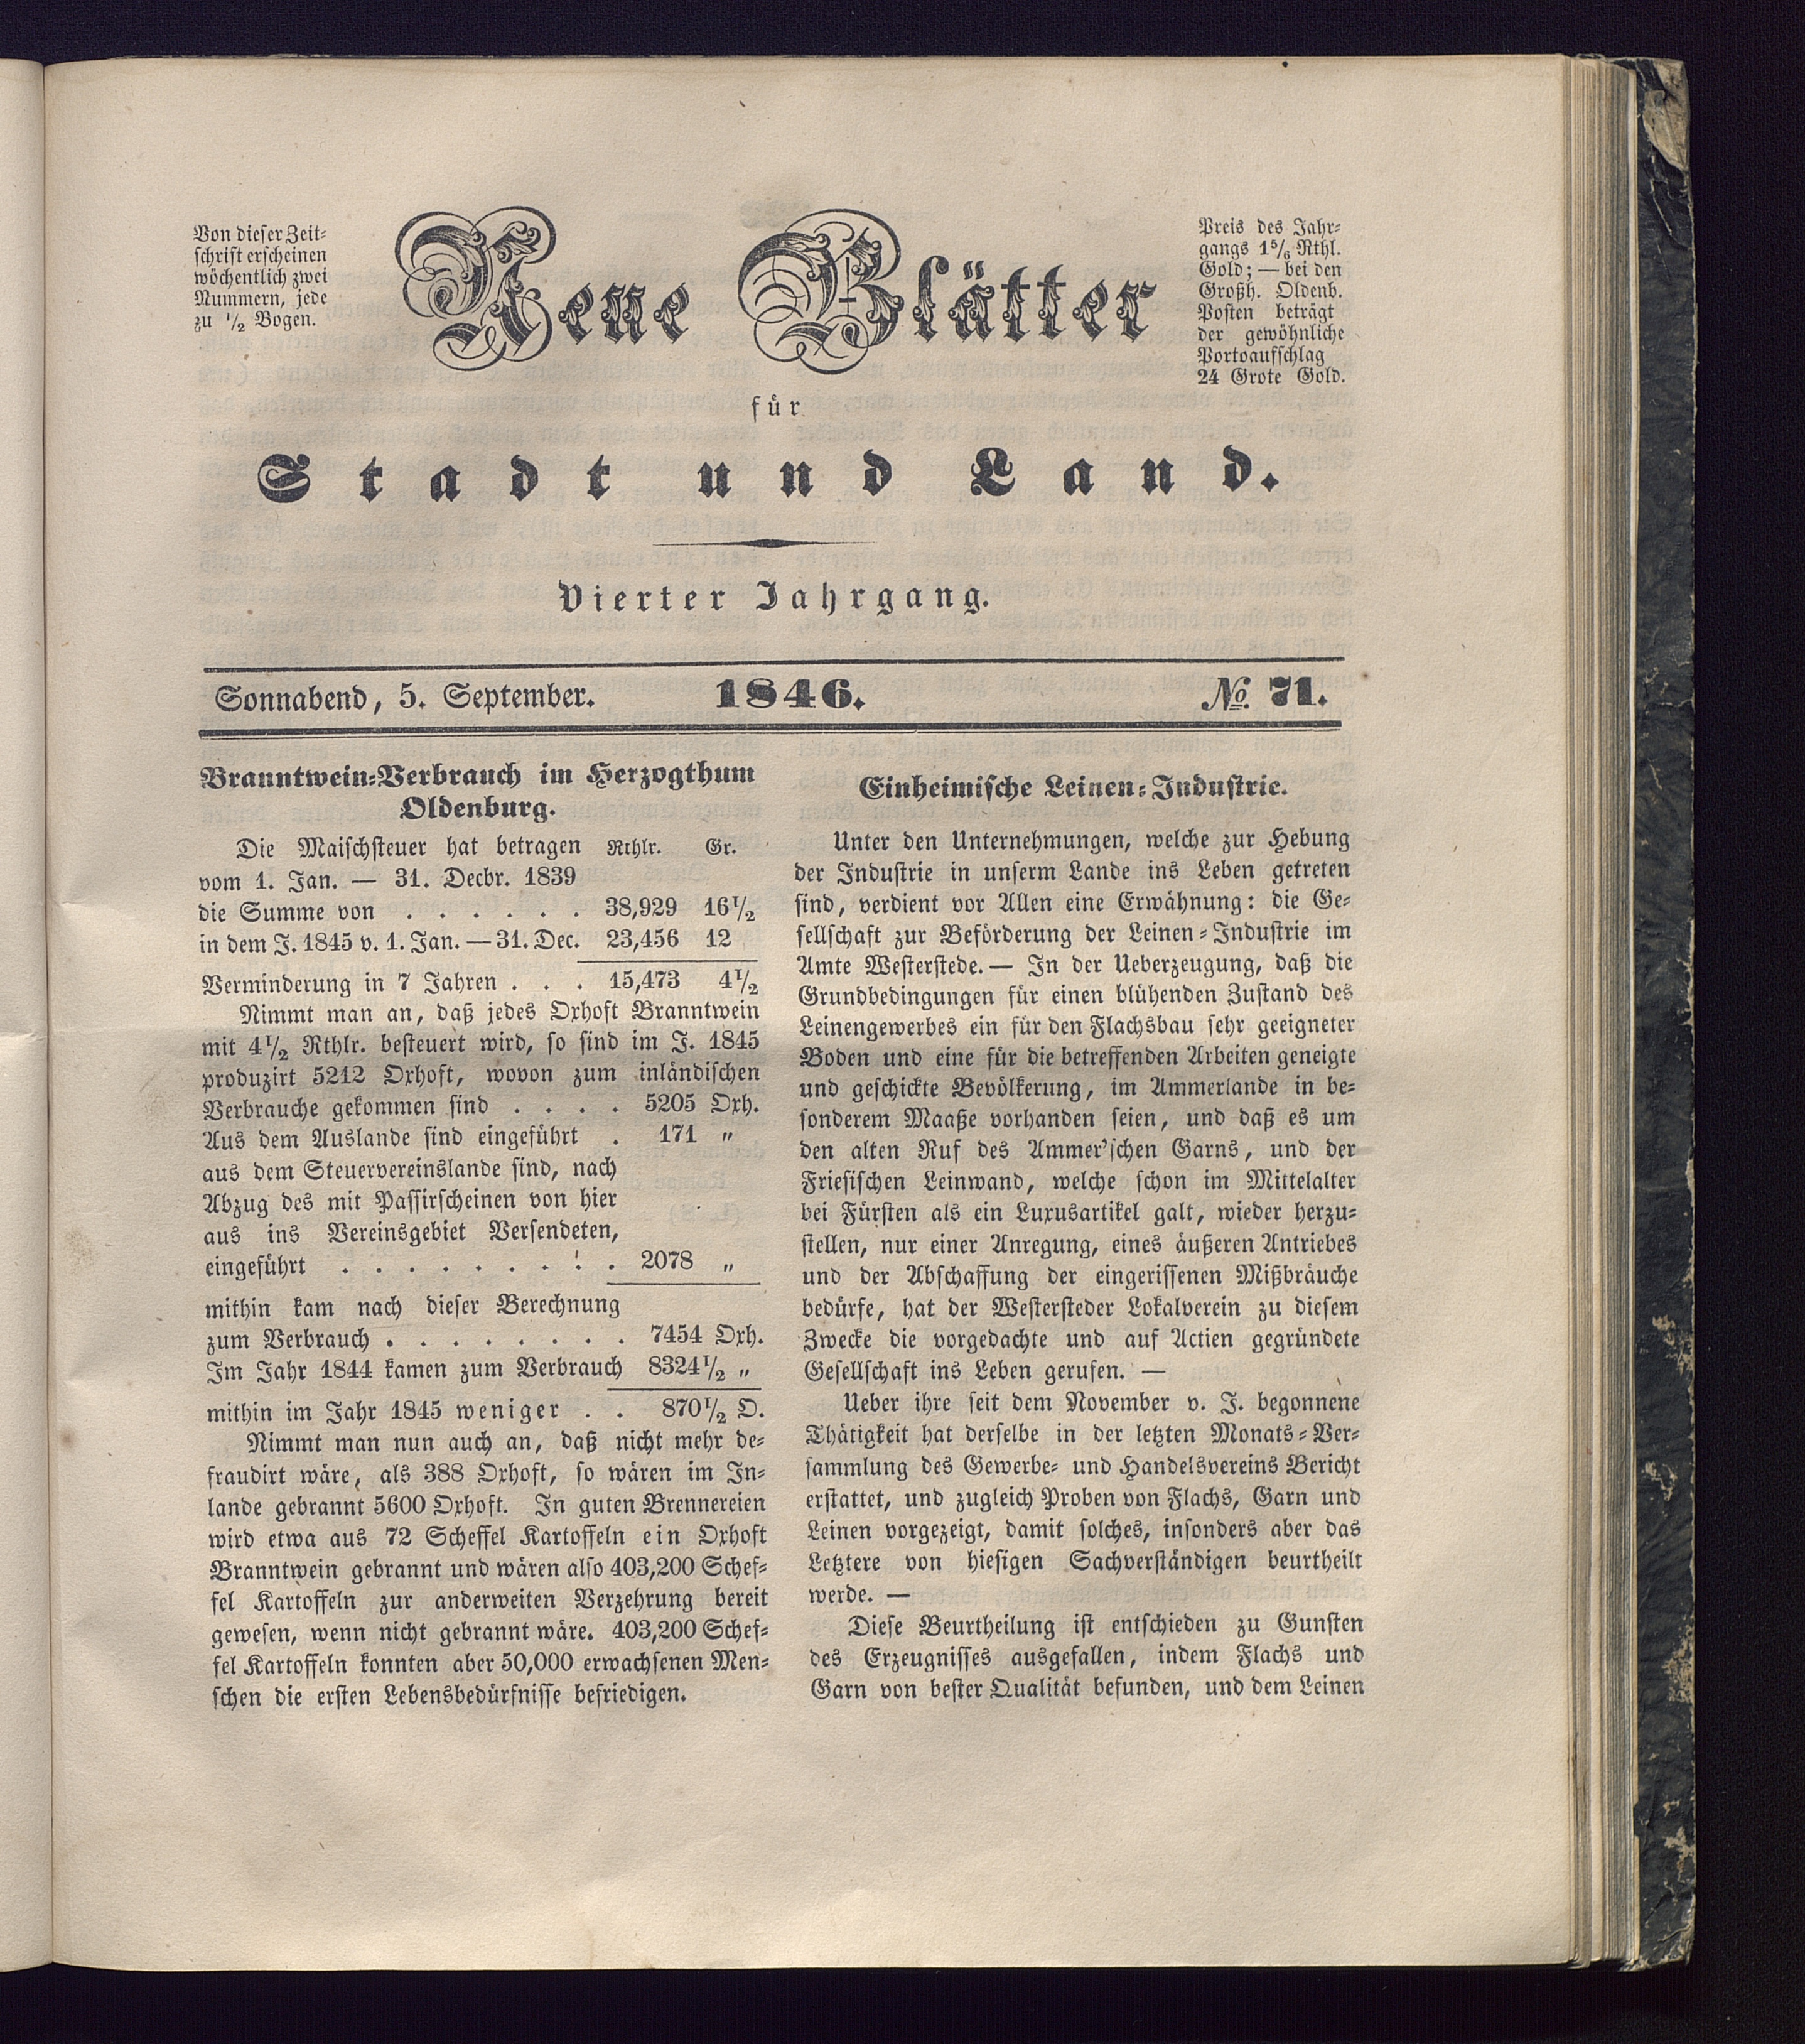 Von dieser Zeit-
schrift erscheinen
wöchentlich zwei
Nummern, jede
zu 1/2 Bogen.
Neue Blätter
Preis des Jahr-
gangs 1 5/6 Rthl.
Gold; — bei den
Großh. Oldenb.
Posten beträgt
der gewöhnliche
Portoaufschlag
24 Grote Gold.
für
Stadt und Land.
Vierter Jahrgang.
Sonnabend, 5. September. 1846. № 71.
Branntwein-Verbrauch im Herzogthum
Oldenburg.
Die Maischsteuer hat betragen Rthlr. Gr.
vom 1. Jan. — 31. Decbr. 1839
die Summe von . . . . . . 38,929 16 1/2
in dem J. 1845 v. 1. Jan. — 31. Dec. 23,456 12
Verminderung in 7 Jahren . . . 15,473 4 1/2
Nimmt man an, daß jedes Oxhoft Branntwein
mit 4 1/2 Rthlr. besteuert wird, so sind im J. 1845
produzirt 5212 Oxhoft, wovon zum inländischen
Verbrauche gekommen sind . . . . 5205 Oxh.
Aus dem Auslande sind eingeführt . 171 „
aus dem Steuervereinslande sind, nach
Abzug des mit Passirscheinen von hier
aus ins Vereinsgebiet Versendeten,
eingeführt . . . . . . . . . 2078 „
mithin kam nach dieser Berechnung
zum Verbrauch . . . . . . . . 7454 Oxh.
Im Jahr 1844 kamen zum Verbrauch 8324 1/2 „
mithin im Jahr 1845 weniger . . 870 1/2 O.
Nimmt man nun auch an, daß nicht mehr de-
fraudirt wäre, als 388 Oxhoft, so wären im In-
lande gebrannt 5600 Oxhoft. In guten Brennereien
wird etwa aus 72 Scheffel Kartoffeln ein Oxhoft
Branntwein gebrannt und wären also 403,200 Schef-
fel Kartoffeln zur anderweiten Verzehrung bereit
gewesen, wenn nicht gebrannt wäre. 403,200 Schef-
fel Kartoffeln konnten aber 50,000 erwachsenen Men-
schen die ersten Lebensbedürfnisse befriedigen.
Einheimische Leinen-Industrie.
Unter den Unternehmungen, welche zur Hebung
der Industrie in unserm Lande ins Leben getreten
sind, verdient vor Allen eine Erwähnung: die Ge-
sellschaft zur Beförderung der Leinen-Industrie im
Amte Westerstede. — In der Ueberzeugung, daß die
Grundbedingungen für einen blühenden Zustand des
Leinengewerbes ein für den Flachsbau sehr geeigneter
Boden und eine für die betreffenden Arbeiten geneigte
und geschickte Bevölkerung, im Ammerlande in be-
sonderem Maaße vorhanden seien, und daß es um
den alten Ruf des Ammer'schen Garns, und der
Friesischen Leinwand, welche schon im Mittelalter
bei Fürsten als ein Luxusartikel galt, wieder herzu-
stellen, nur einer Anregung, eines äußeren Antriebes
und der Abschaffung der eingerissenen Mißbräuche
bedürfe, hat der Westersteder Lokalverein zu diesem
Zwecke die vorgedachte und auf Actien gegründete
Gesellschaft ins Leben gerufen. —
Ueber ihre seit dem November v. J. begonnene
Thätigkeit hat derselbe in der letzten Monats-Ver-
sammlung des Gewerbe- und Handelsvereins Bericht
erstattet, und zugleich Proben von Flachs, Garn und
Leinen vorgezeigt, damit solches, insonders aber das
Letztere von hiesigen Sachverständigen beurtheilt
werde. —
Diese Beurtheilung ist entschieden zu Gunsten
des Erzeugnisses ausgefallen, indem Flachs und
Garn von bester Qualität befunden, und dem Leinen